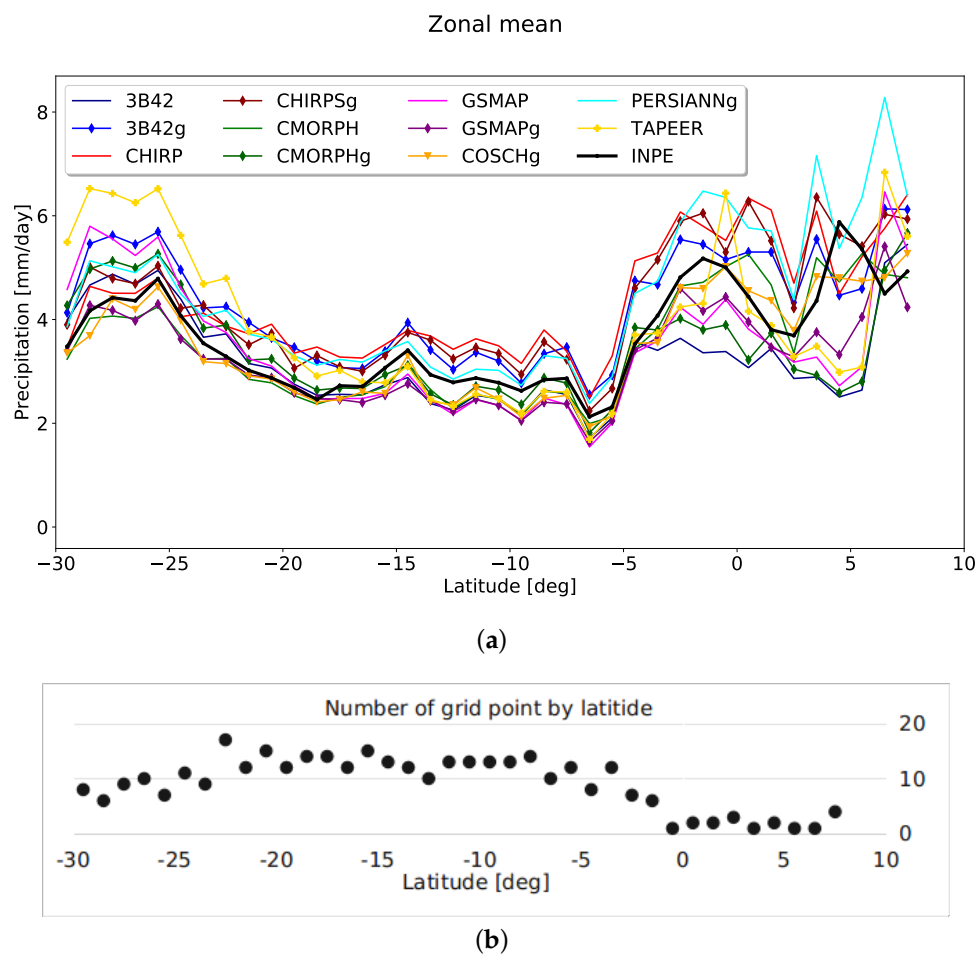 Zonal mean
3B42 CHIRPSg GSMAP PERSIANNg
3B42g CMORPH GSMAPg TAPEER
CHIRP CMORPHg COSCHg INPE
8
6
4
2
0
Precipitation [mm/day]
−30 −25 −20 −15 −10 −5 0 5 10
Latitude [deg]
(a)
Number of grid point by latitide
20
10
0
-30 -25 -20 -15 -10 -5 0 5 10
Latitude [deg]
(b)